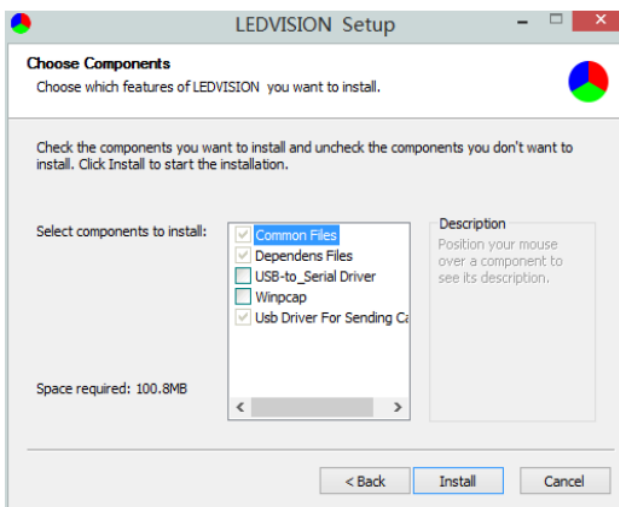 LEDVISION Setup
Choose Components
Choose which features of LEDVISION you want to install.
Check the components you want to install and uncheck the components you don't want to
install. Click Install to start the installation.
Select components to install:
Common Files
Dependens Files
USB-to_Serial Driver
Winpcap
Usb Driver For Sending Ca
Description
Position your mouse
over a component to
see its description.
Space required: 100.8MB
< Back
Install
Cancel